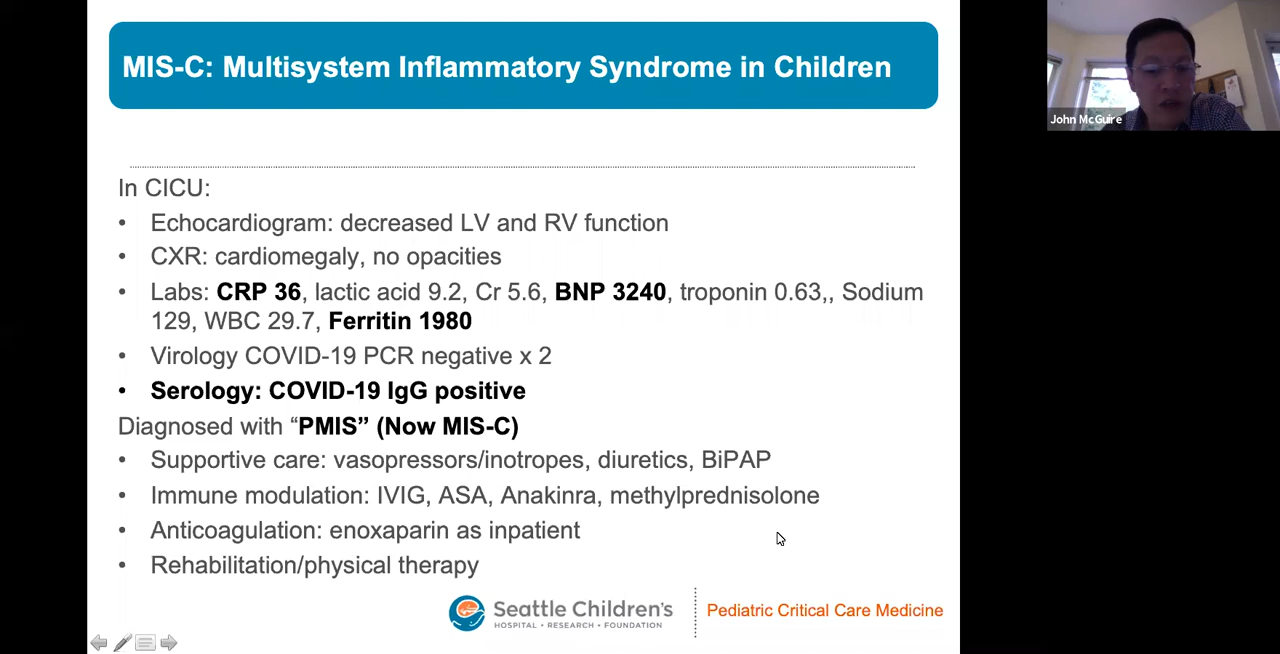 MIS-C: Multisystem Inflammatory Syndrome in Children
John McGuire
In CICU:
• Echocardiogram: decreased LV and RV function
• CXR: cardiomegaly, no opacities
• Labs: CRP 36, lactic acid 9.2, Cr 5.6, BNP 3240, troponin 0.63,, Sodium
129, WBC 29.7, Ferritin 1980
• Virology COVID-19 PCR negative x 2
• Serology: COVID-19 IgG positive
Diagnosed with “PMIS” (Now MIS-C)
• Supportive care: vasopressors/inotropes, diuretics, BiPAP
• Immune modulation: IVIG, ASA, Anakinra, methylprednisolone
• Anticoagulation: enoxaparin as inpatient
• Rehabilitation/physical therapy
Seattle Children's
HOSPITAL • RESEARCH • FOUNDATION
Pediatric Critical Care Medicine